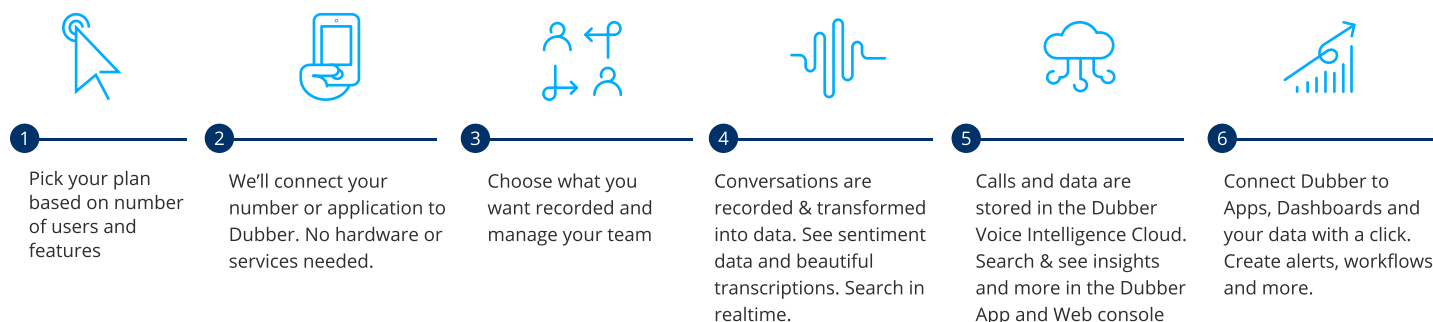 1
Pick your plan
based on number
of users and
features
2
We’ll connect your
number or application to
Dubber. No hardware or
services needed.
3
Choose what you
want recorded and
manage your team
4
Conversations are
recorded & transformed
into data. See sentiment
data and beautiful
transcriptions. Search in
realtime.
5
Calls and data are
stored in the Dubber
Voice Intelligence Cloud.
Search & see insights
and more in the Dubber
App and Web console
6
Connect Dubber to
Apps, Dashboards and
your data with a click.
Create alerts, workflows
and more.